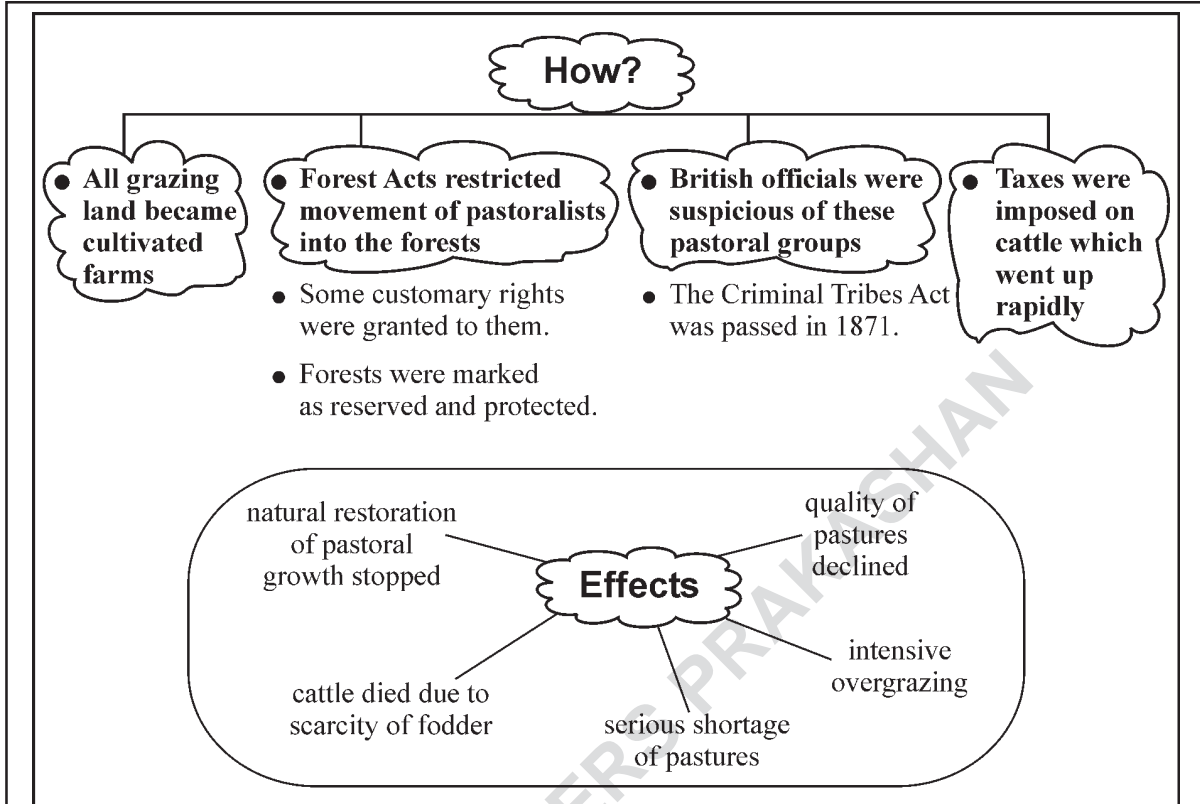 How?
● All grazing
land became
cultivated
farms
● Forest Acts restricted
movement of pastoralists
into the forests
● Some customary rights
were granted to them.
● Forests were marked
as reserved and protected.
● British officials were
suspicious of these
pastoral groups
● The Criminal Tribes Act
was passed in 1871.
● Taxes were
imposed on
cattle which
went up
rapidly
natural restoration
of pastoral
growth stopped
quality of
pastures
declined
Effects
intensive
overgrazing
cattle died due to
scarcity of fodder
serious shortage
of pastures
ERS PRAKASHAN